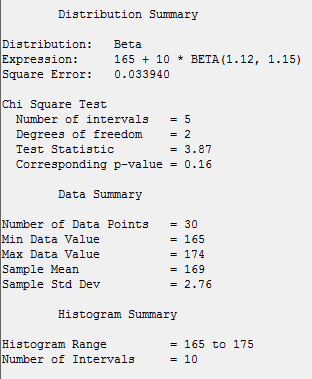 Distribution Summary
Distribution: Beta
Expression: 165 + 10 * BETA(1.12, 1.15)
Square Error: 0.033940
Chi Square Test
Number of intervals = 5
Degrees of freedom = 2
Test Statistic = 3.87
Corresponding p-value = 0.16
Data Summary
Number of Data Points = 30
Min Data Value = 165
Max Data Value = 174
Sample Mean = 169
Sample Std Dev = 2.76
Histogram Summary
Histogram Range = 165 to 175
Number of Intervals = 10